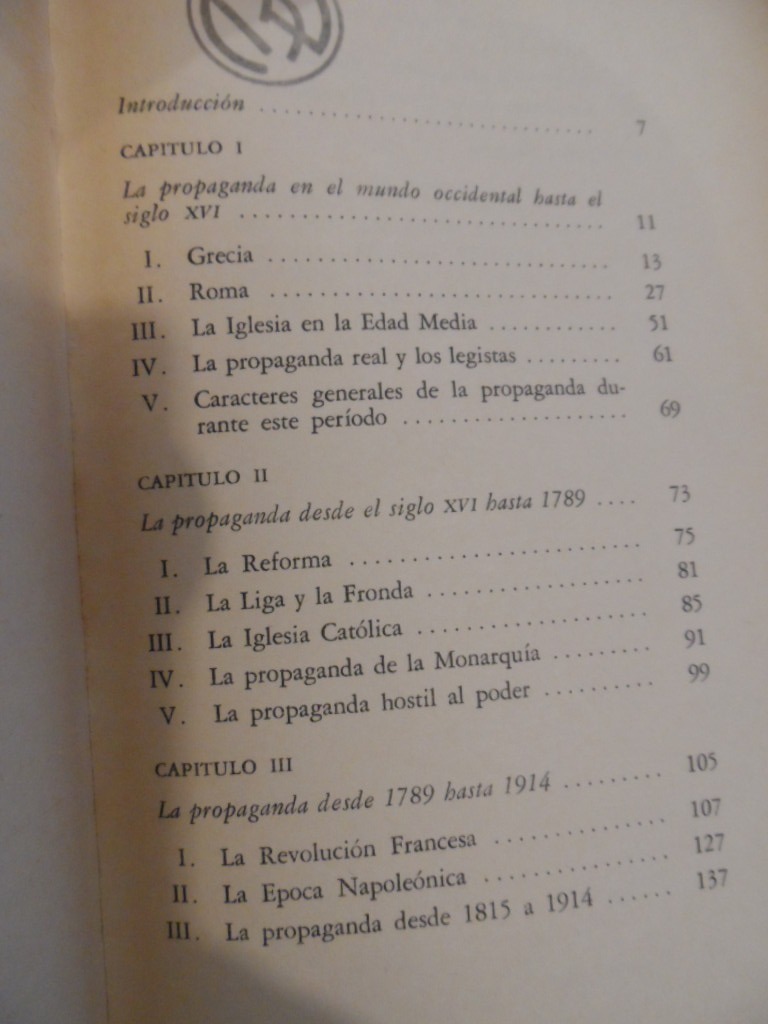 Introducción .......................... 7
CAPITULO I
La propaganda en el mundo occidental hasta el
siglo XVI .......................... 11
I. Grecia .......................... 13
II. Roma .......................... 27
III. La Iglesia en la Edad Media ............ 51
IV. La propaganda real y los legistas ......... 61
V. Caracteres generales de la propaganda du-
rante este período .................... 69
CAPITULO II
La propaganda desde el siglo XVI hasta 1789 .... 73
I. La Reforma .......................... 75
II. La Liga y la Fronda .................... 81
III. La Iglesia Católica .................... 85
IV. La propaganda de la Monarquía ......... 91
V. La propaganda hostil al poder .......... 99
CAPITULO III
La propaganda desde 1789 hasta 1914 ......... 105
I. La Revolución Francesa ............... 107
II. La Epoca Napoleónica ................. 127
III. La propaganda desde 1815 a 1914 ...... 137